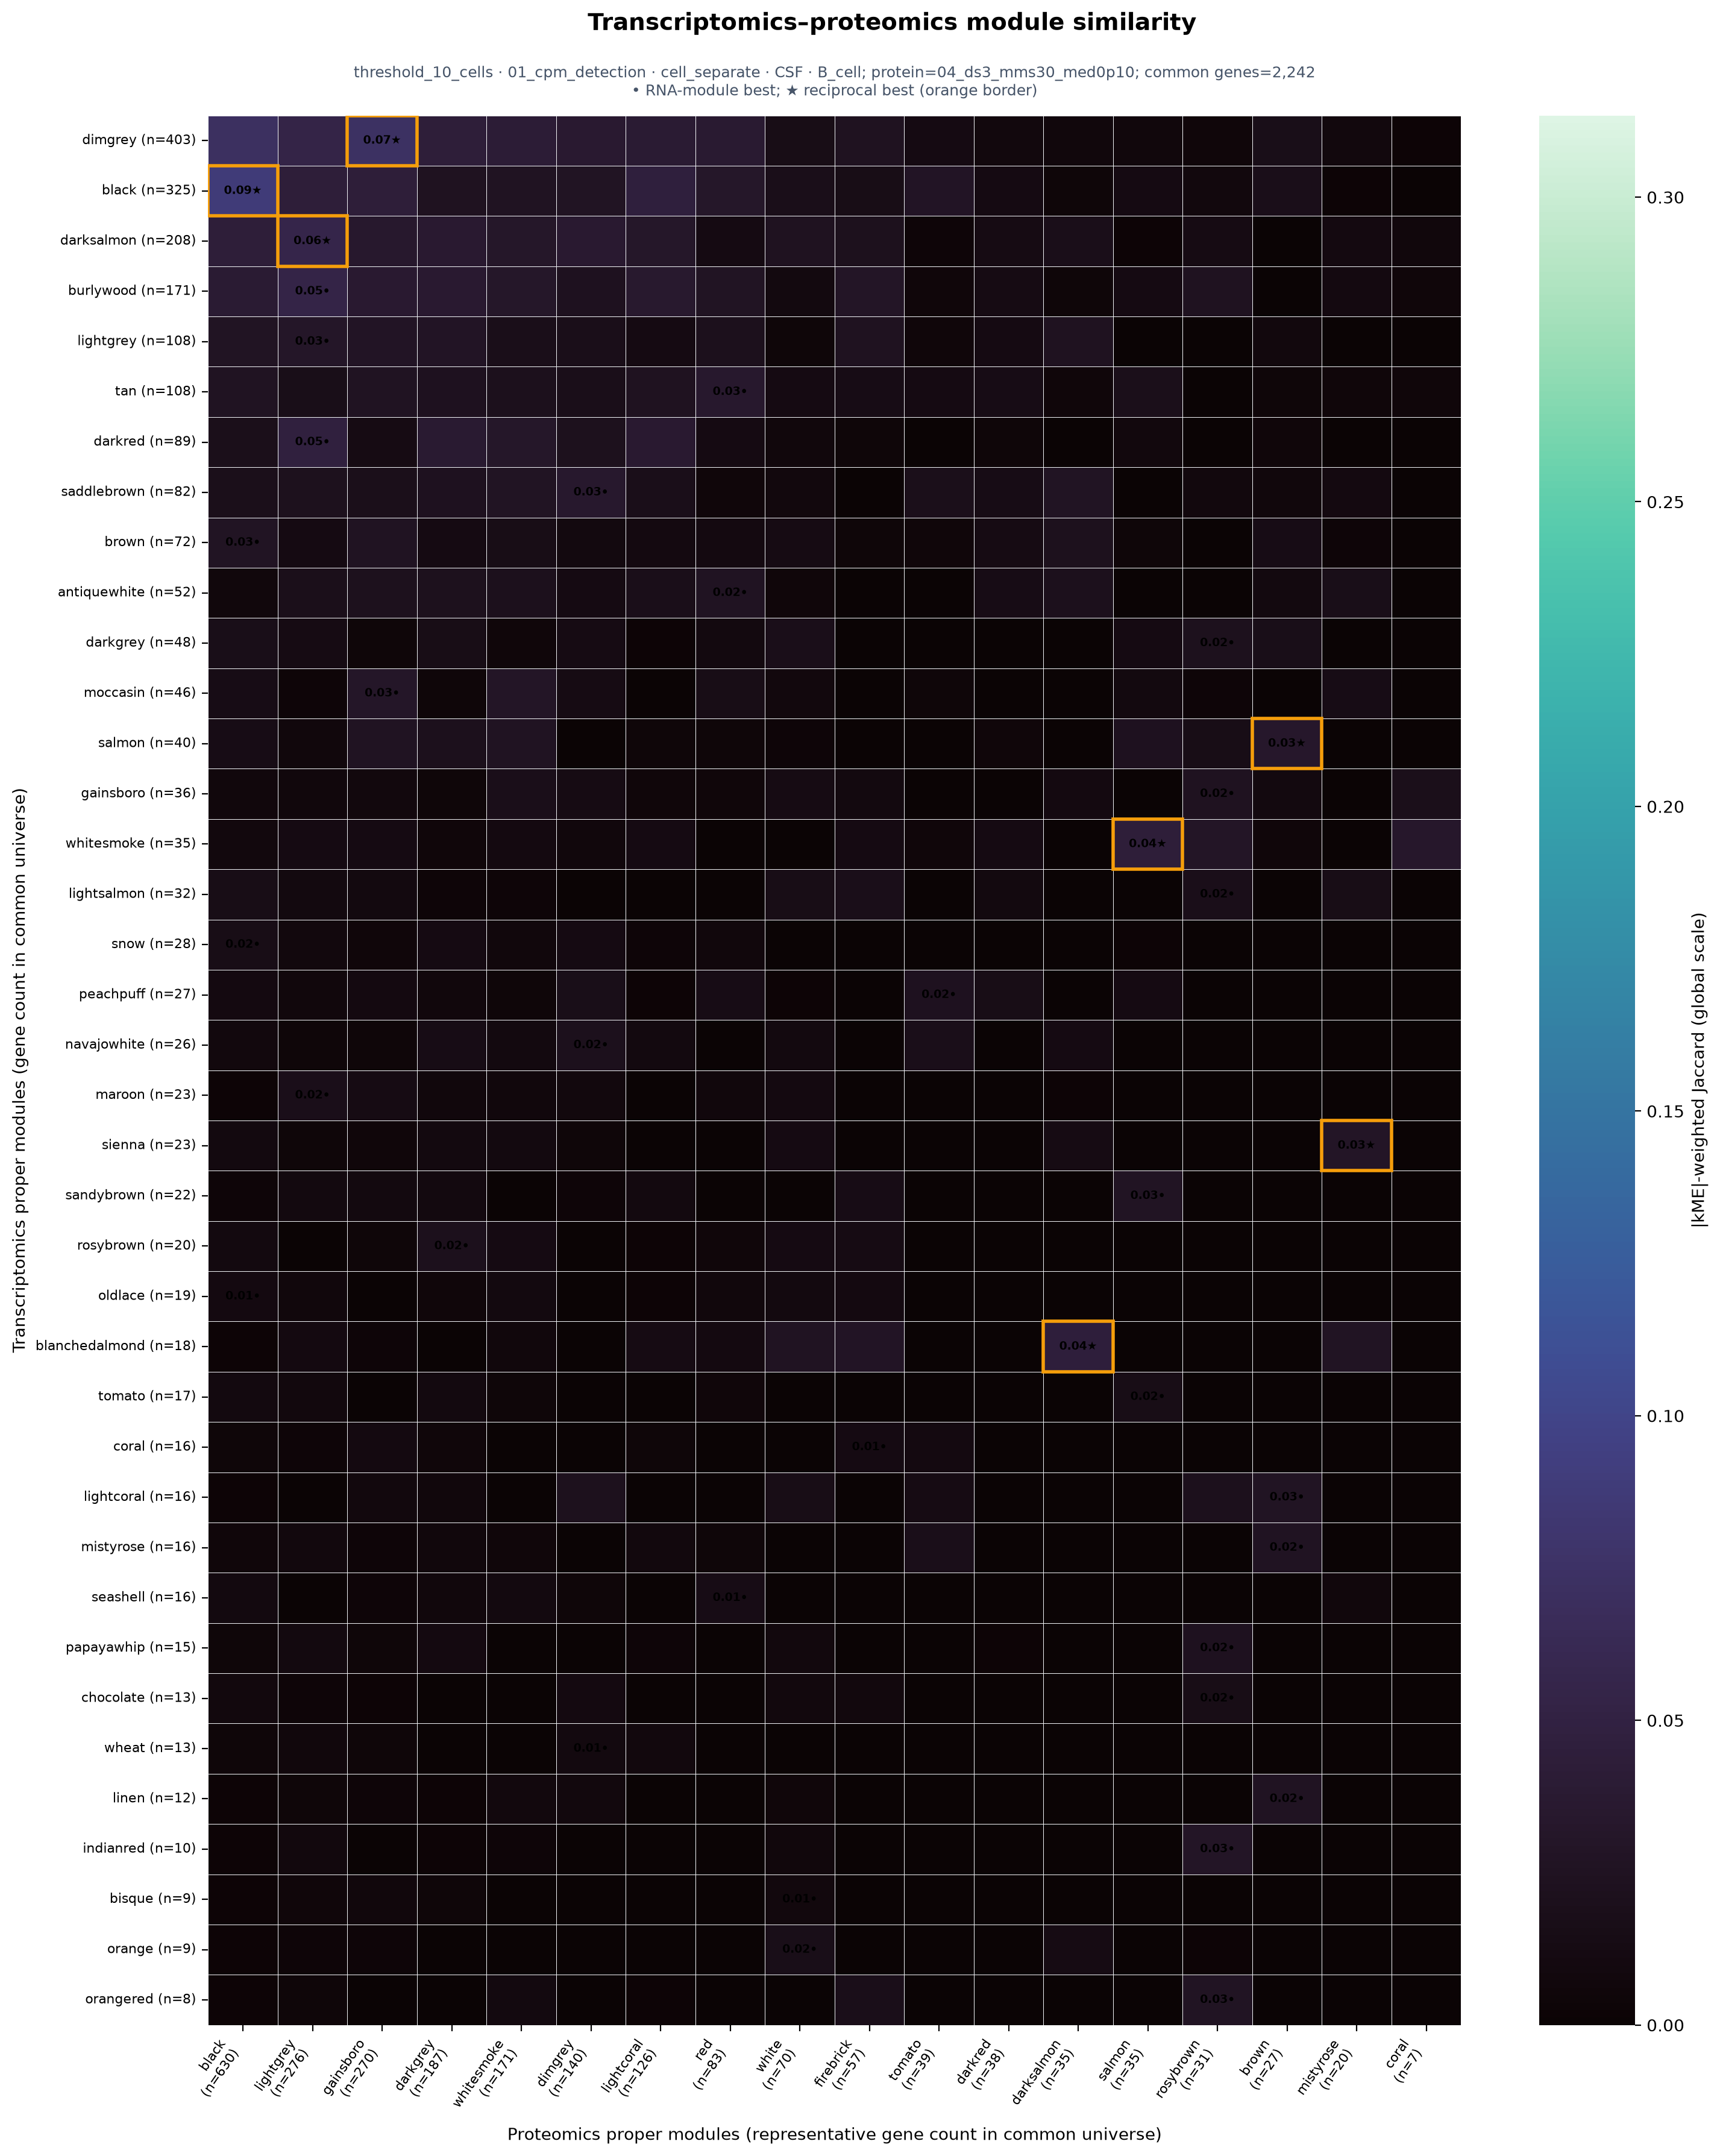 Transcriptomics–proteomics module similarity
threshold_10_cells · 01_cpm_detection · cell_separate · CSF · B_cell; protein=04_ds3_mms30_med0p10; common genes=2,242
• RNA-module best; ★ reciprocal best (orange border)
Transcriptomics proper modules (gene count in common universe)
dimgrey (n=403) 0.07★
black (n=325) 0.09★
darksalmon (n=208) 0.06★
burlywood (n=171) 0.05•
lightgrey (n=108) 0.03•
tan (n=108) 0.03•
darkred (n=89) 0.05•
saddlebrown (n=82) 0.03•
brown (n=72) 0.03•
antiquewhite (n=52) 0.02•
darkgrey (n=48) 0.02•
moccasin (n=46) 0.03•
salmon (n=40) 0.03★
gainsboro (n=36) 0.02•
whitesmoke (n=35) 0.04★
lightsalmon (n=32) 0.02•
snow (n=28) 0.02•
peachpuff (n=27) 0.02•
navajowhite (n=26) 0.02•
maroon (n=23) 0.02•
sienna (n=23) 0.03★
sandybrown (n=22) 0.03•
rosybrown (n=20) 0.02•
oldlace (n=19) 0.01•
blanchedalmond (n=18) 0.04★
tomato (n=17) 0.02•
coral (n=16) 0.01•
lightcoral (n=16) 0.03•
mistyrose (n=16) 0.02•
seashell (n=16) 0.01•
papayawhip (n=15) 0.02•
chocolate (n=13) 0.02•
wheat (n=13) 0.01•
linen (n=12) 0.02•
indianred (n=10) 0.03•
bisque (n=9) 0.01•
orange (n=9) 0.02•
orangered (n=8) 0.03•
black
(n=630)
lightgrey
(n=276)
gainsboro
(n=270)
darkgrey
(n=187)
whitesmoke
(n=171)
dimgrey
(n=140)
lightcoral
(n=126)
red
(n=83)
white
(n=70)
firebrick
(n=57)
tomato
(n=39)
darkred
(n=38)
darksalmon
(n=35)
salmon
(n=35)
rosybrown
(n=31)
brown
(n=27)
mistyrose
(n=20)
coral
(n=7)
Proteomics proper modules (representative gene count in common universe)
0.30
0.25
0.20
0.15
0.10
0.05
0.00
|kME|-weighted Jaccard (global scale)